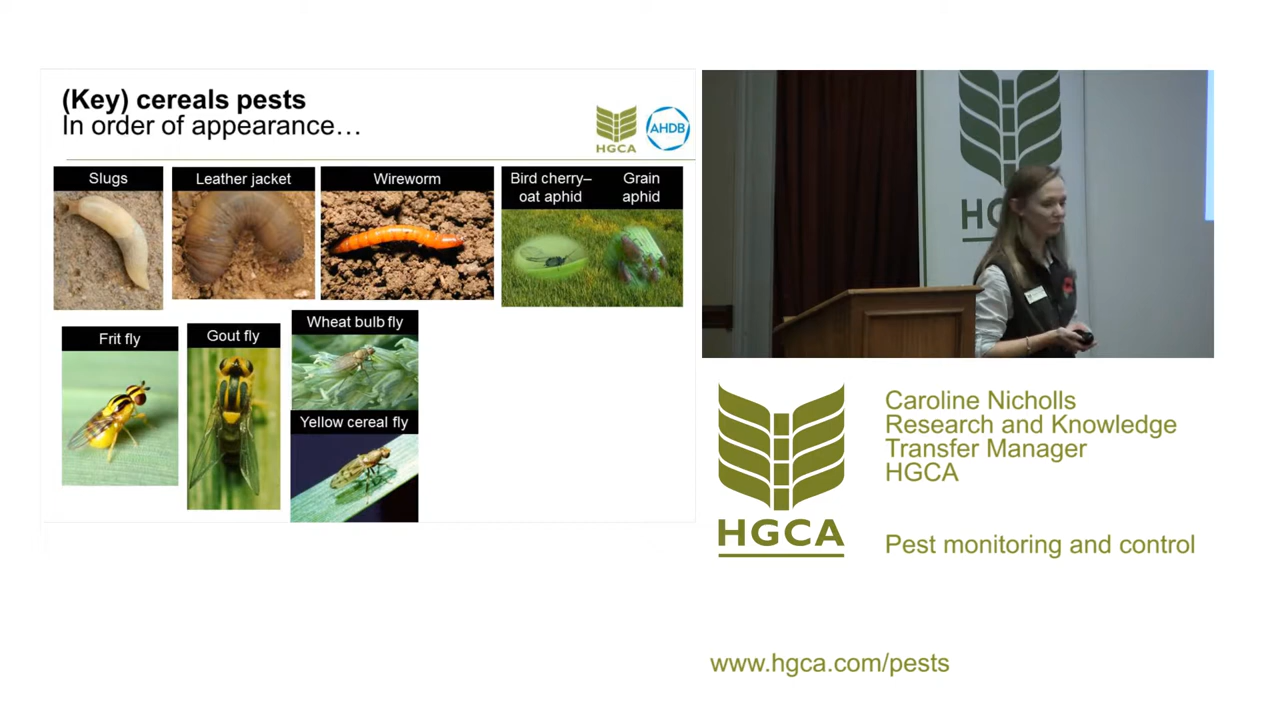 (Key) cereals pests
In order of appearance…
HGCA
AHDB
Slugs
Leather jacket
Wireworm
Bird cherry–
oat aphid
Grain
aphid
Frit fly
Gout fly
Wheat bulb fly
Yellow cereal fly
HG
HGCA
Caroline Nicholls
Research and Knowledge
Transfer Manager
HGCA
Pest monitoring and control
www.hgca.com/pests